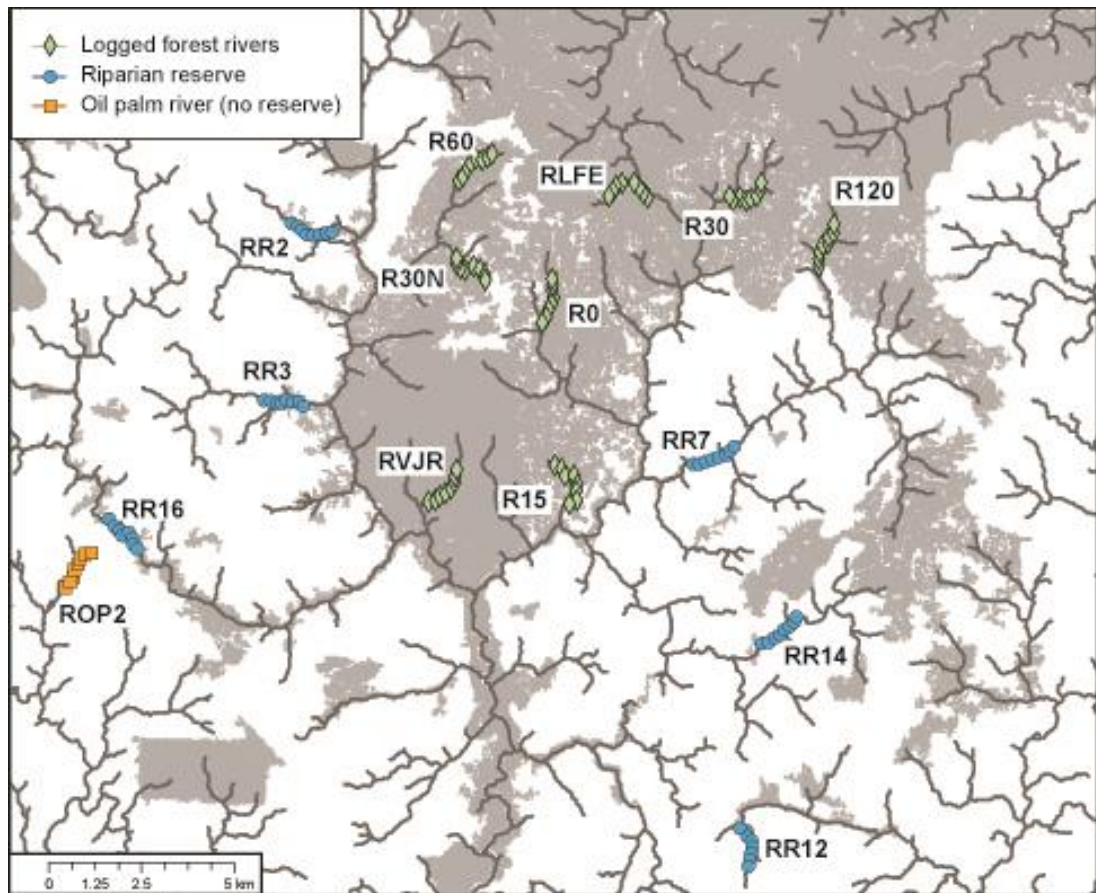 Logged forest rivers
Riparian reserve
Oil palm river (no reserve)
R60
RLFE
R120
R30
RR2
R30N
R0
RR3
RR7
RVJR
R15
RR16
ROP2
RR14
RR12
0 1.25 2.5 5 km